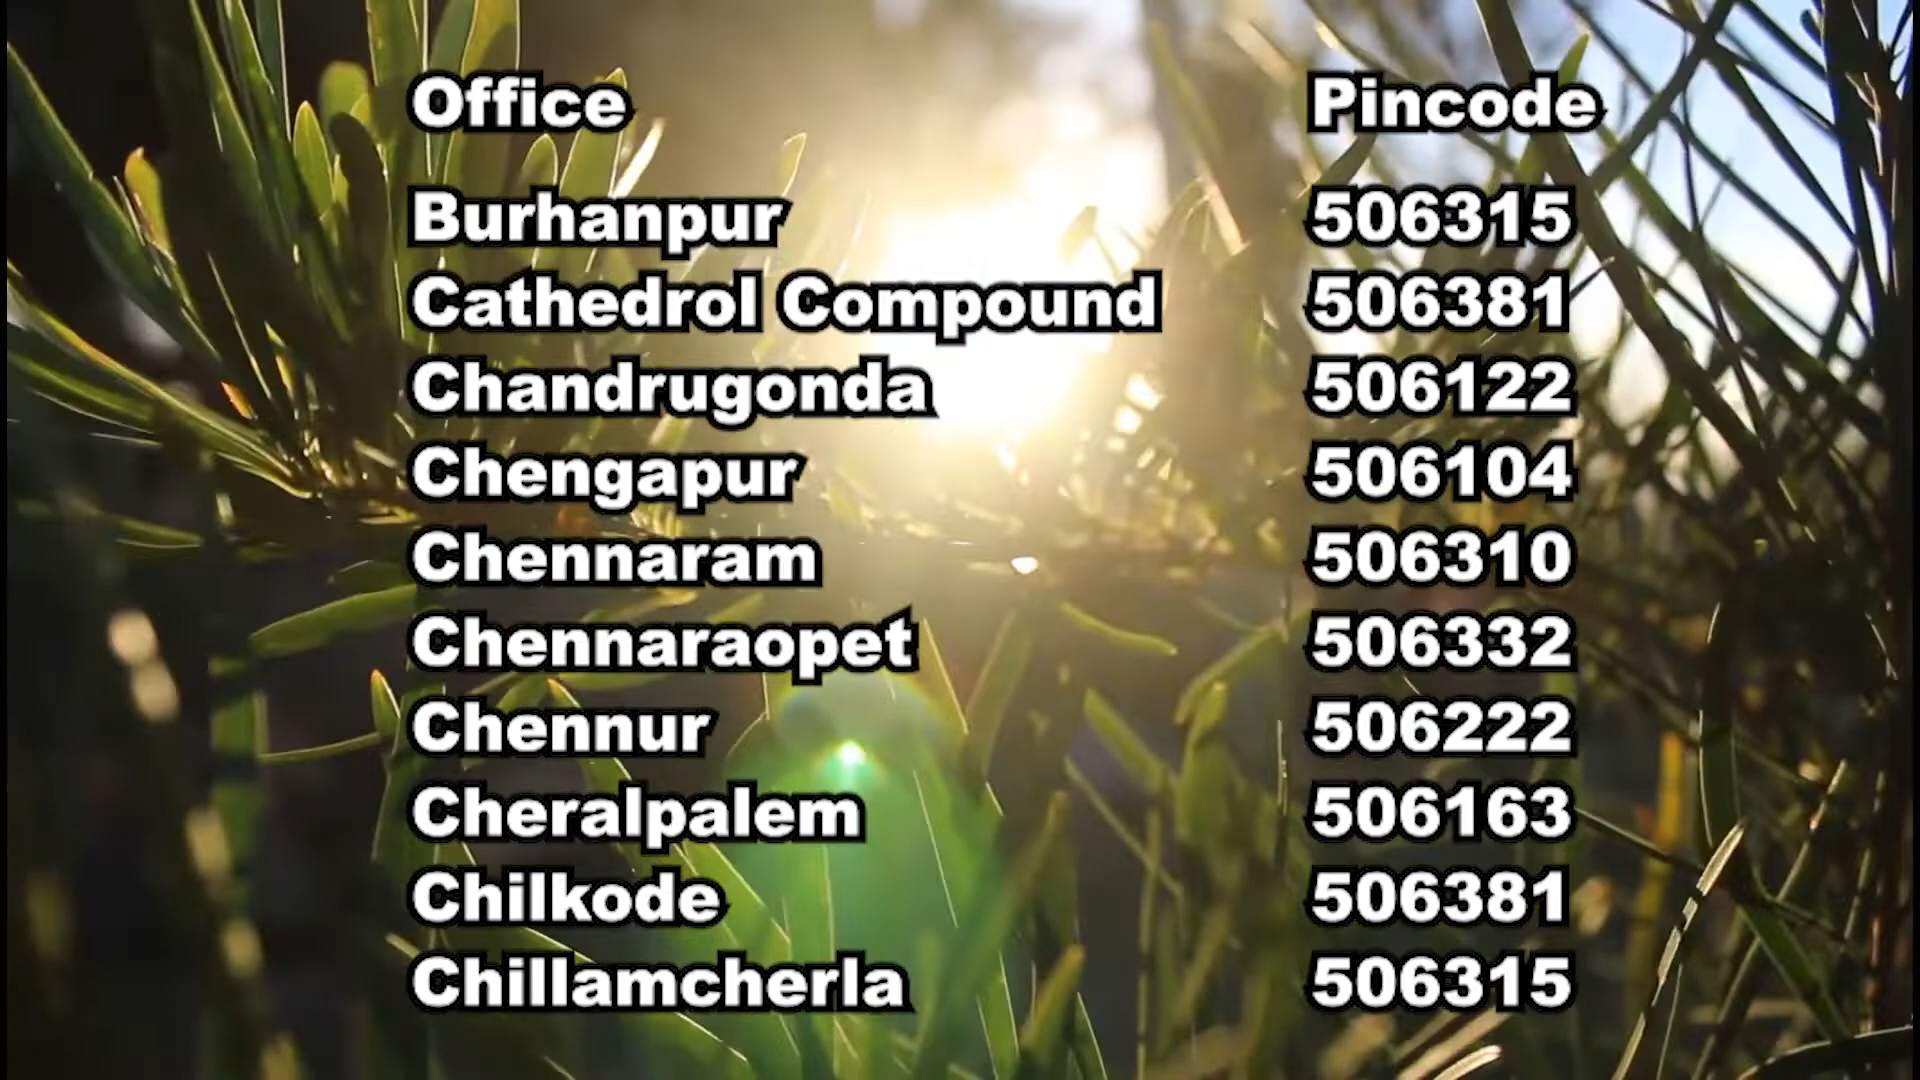 Office Pincode
Burhanpur 506315
Cathedrol Compound 506381
Chandrugonda 506122
Chengapur 506104
Chennaram 506310
Chennaraopet 506332
Chennur 506222
Cheralpalem 506163
Chilkode 506381
Chillamcherla 506315